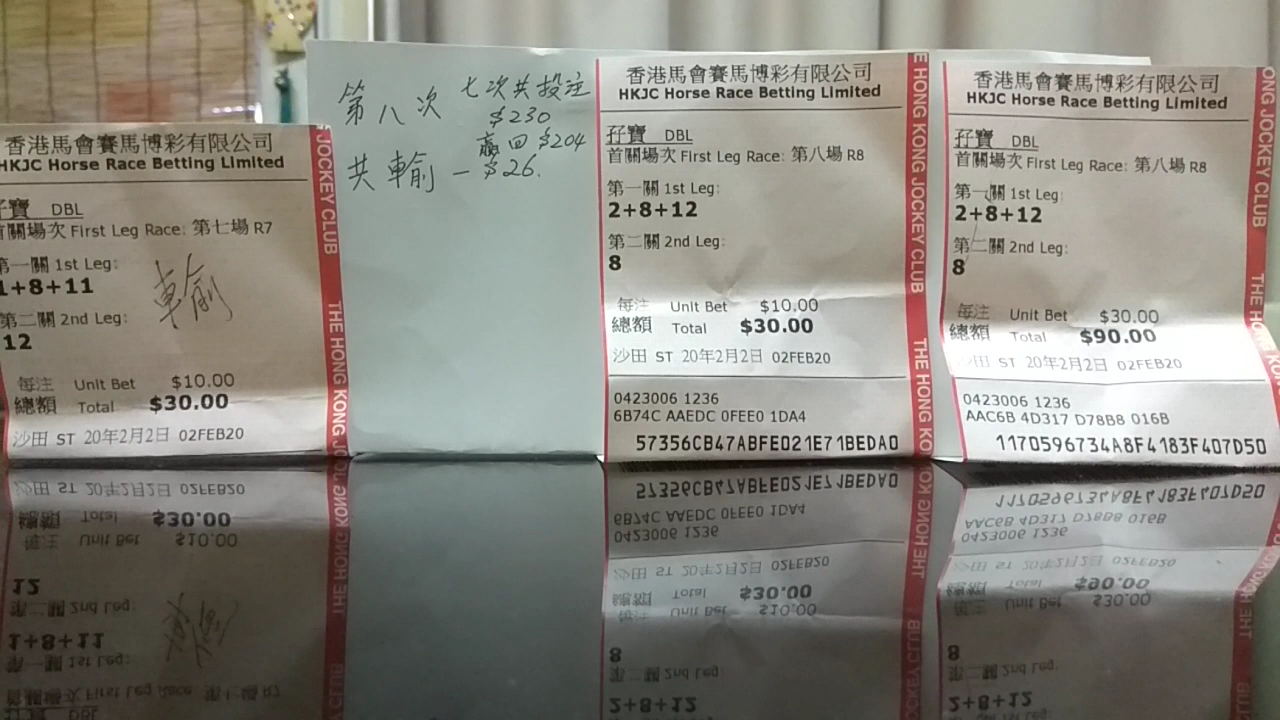 香港馬會賽馬博彩有限公司
HKJC Horse Race Betting Limited
孖寶 DBL
首關場次 First Leg Race: 第七場 R7
第一關 1st Leg:
1+8+11
第二關 2nd Leg:
12
輸
每注 Unit Bet $10.00
總額 Total $30.00
沙田 ST 20年2月2日 02FEB20
JOCKEY CLUB
THE HONG KONG JO
第八次
七次共投注
$230
贏回 $204
共輸 - $26.
香港馬會賽馬博彩有限公司
HKJC Horse Race Betting Limited
孖寶 DBL
首關場次 First Leg Race: 第八場 R8
第一關 1st Leg:
2+8+12
第二關 2nd Leg:
8
每注 Unit Bet $10.00
總額 Total $30.00
沙田 ST 20年2月2日 02FEB20
0423006 1236
6B74C AAEDC 0FEE0 1DA4
57356CB47ABFE021E71BEDA0
E HONG KONG JOCKEY CLUB
THE HONG KO
香港馬會賽馬博彩有限公司
HKJC Horse Race Betting Limited
孖寶 DBL
首關場次 First Leg Race: 第八場 R8
第一關 1st Leg:
2+8+12
第二關 2nd Leg:
8
每注 Unit Bet $30.00
總額 Total $90.00
沙田 ST 20年2月2日 02FEB20
0423006 1236
AAC6B 4D317 D78B8 016B
1170596734A8F4183F407D50
ONG JOCKEY CLUB